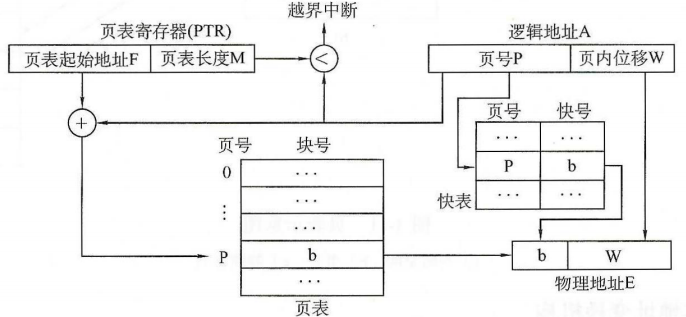 越界中断
页表寄存器(PTR)
逻辑地址A
页表起始地址F 页表长度M
<
页号P 页内位移W
+
页号 快号
... ...
P b
... ...
快表
页号 块号
0 ...
⋮ ...
...
P b
...
页表
b W
物理地址E